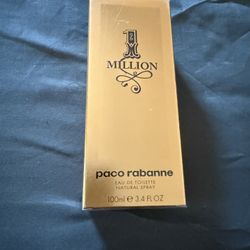 1
MILLION
paco rabanne
EAU DE TOILETTE
NATURAL SPRAY
100ml e 3.4 FL.OZ